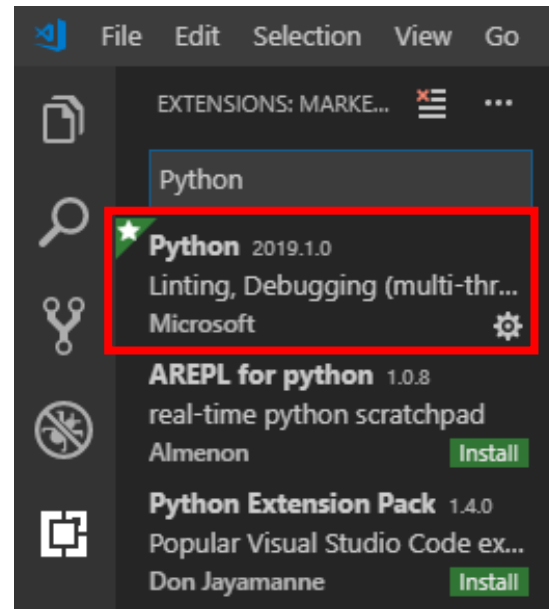 File Edit Selection View Go
EXTENSIONS: MARKE...
Python
Python 2019.1.0
Linting, Debugging (multi-thr...
Microsoft
AREPL for python 1.0.8
real-time python scratchpad
Almenon Install
Python Extension Pack 1.4.0
Popular Visual Studio Code ex...
Don Jayamanne Install